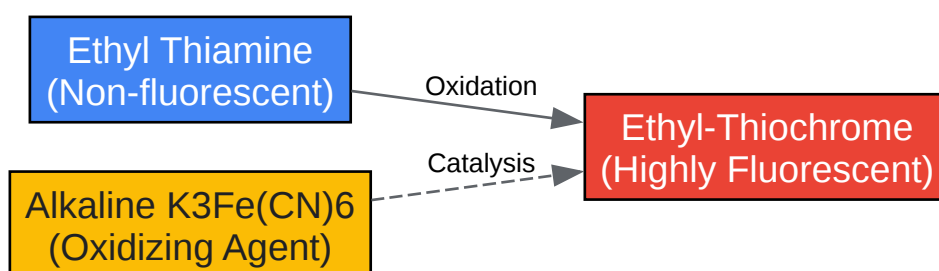 Ethyl Thiamine
(Non-fluorescent)
Oxidation
Ethyl-Thiochrome
(Highly Fluorescent)
Catalysis
Alkaline K3Fe(CN)6
(Oxidizing Agent)